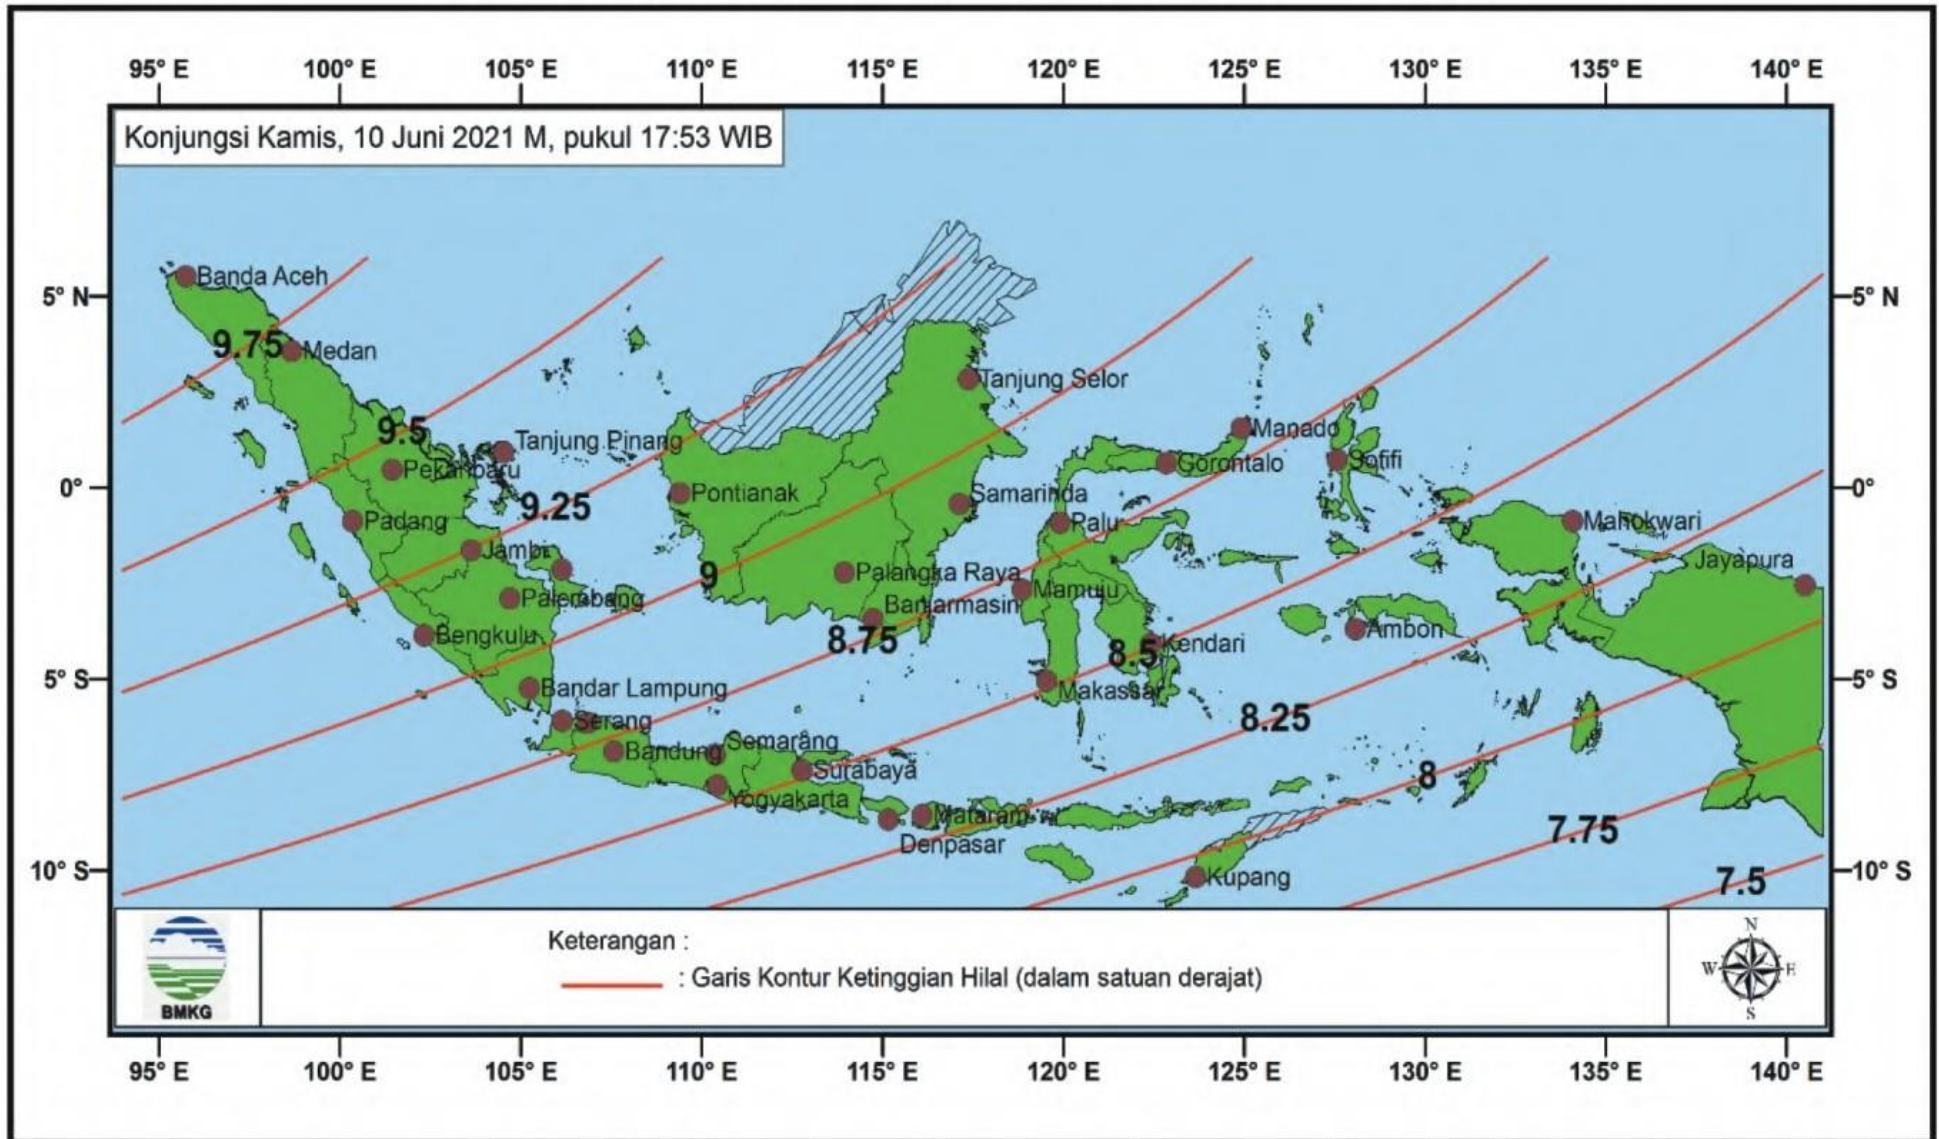 95° E 100° E 105° E 110° E 115° E 120° E 125° E 130° E 135° E 140° E
Konjungsi Kamis, 10 Juni 2021 M, pukul 17:53 WIB
Banda Aceh
5° N 5° N
9.75 Medan
Tanjung Selor
9.5 Tanjung Pinang Manado
Pekanbaru Gorontalo Sofifi
0° Pontianak Samarinda 0°
9.25
Padang Palu Manokwari
Jambi Jayapura
9 Palangka Raya
Palembang Banjarmasin Mamuju
Bengkulu 8.75 8.5 Kendari Ambon
5° S Bandar Lampung Makassar 5° S
Serang 8.25
Bandung Semarang
Surabaya 8
Yogyakarta Mataram 7.75
Denpasar
10° S Kupang 7.5 10° S
BMKG
Keterangan :
: Garis Kontur Ketinggian Hilal (dalam satuan derajat)
N
W E
S
95° E 100° E 105° E 110° E 115° E 120° E 125° E 130° E 135° E 140° E